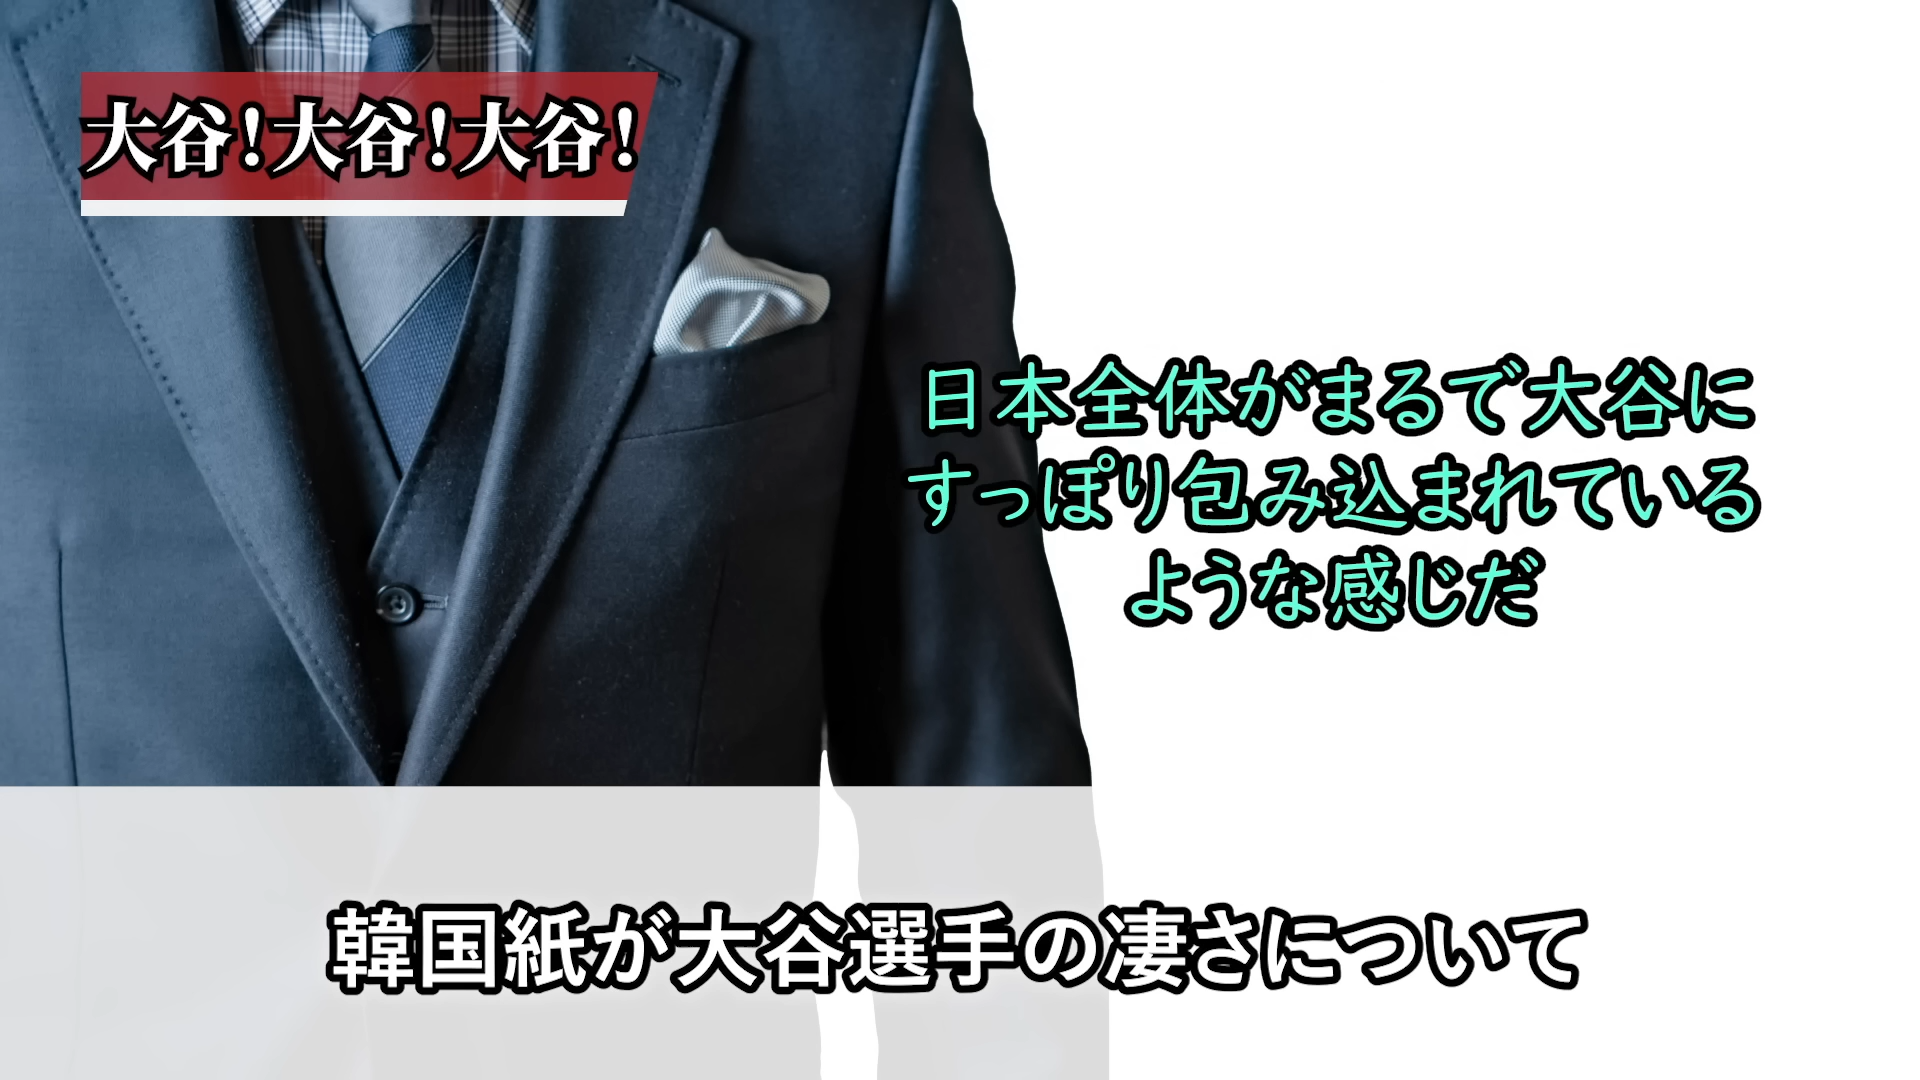 大谷！大谷！大谷！
日本全体がまるで大谷に
すっぽり包み込まれている
ような感じだ
韓国紙が大谷選手の凄さについて